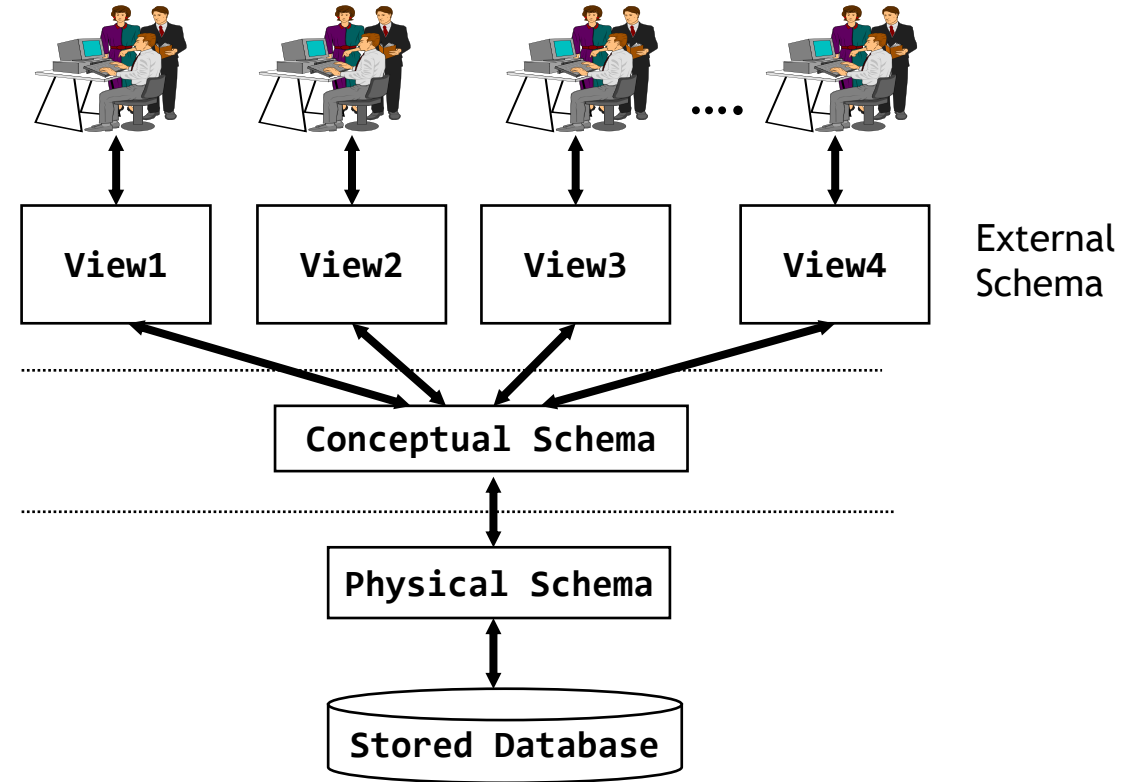 ....
View1
View2
View3
View4
External
Schema
Conceptual Schema
Physical Schema
Stored Database